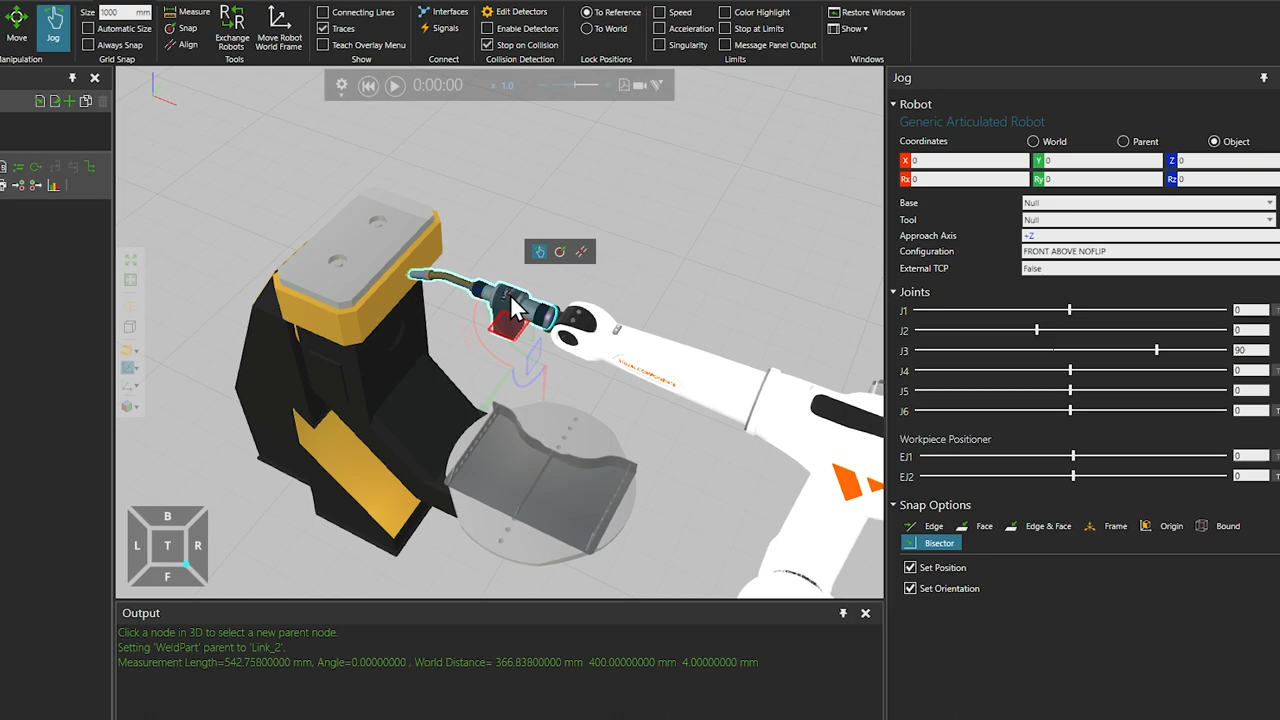 Size 1000 mm Measure Connecting Lines Interfaces Edit Detectors To Reference Speed Color Highlight Restore Windows
Automatic Size Snap Traces Signals Enable Detectors To World Acceleration Stop at Limits Show
Move Jog Always Snap Align Exchange Robots Move Robot World Frame Teach Overlay Menu Stop on Collision Singularity Message Panel Output
Manipulation Grid Snap Tools Show Connect Collision Detection Lock Positions Limits Windows
0:00:00 x 1.0
Jog
Robot
Generic Articulated Robot
Coordinates World Parent Object
X 0 Y 0 Z 0
Rx 0 Ry 0 Rz 0
Base Null
Tool Null
Approach Axis +Z
Configuration FRONT ABOVE NOFLIP
External TCP False
Joints
J1 0
J2 0
J3 90
J4 0
J5 0
J6 0
Workpiece Positioner
EJ1 0
EJ2 0
Snap Options
Edge Face Edge & Face Frame Origin Bound
Bisector
Set Position
Set Orientation
VISUAL COMPONENTS
B
L T R
F
Output
Click a node in 3D to select a new parent node.
Setting 'WeldPart' parent to 'Link_2'.
Measurement Length=542.75800000 mm, Angle=0.00000000 , World Distance= 366.83800000 mm 400.00000000 mm 4.00000000 mm